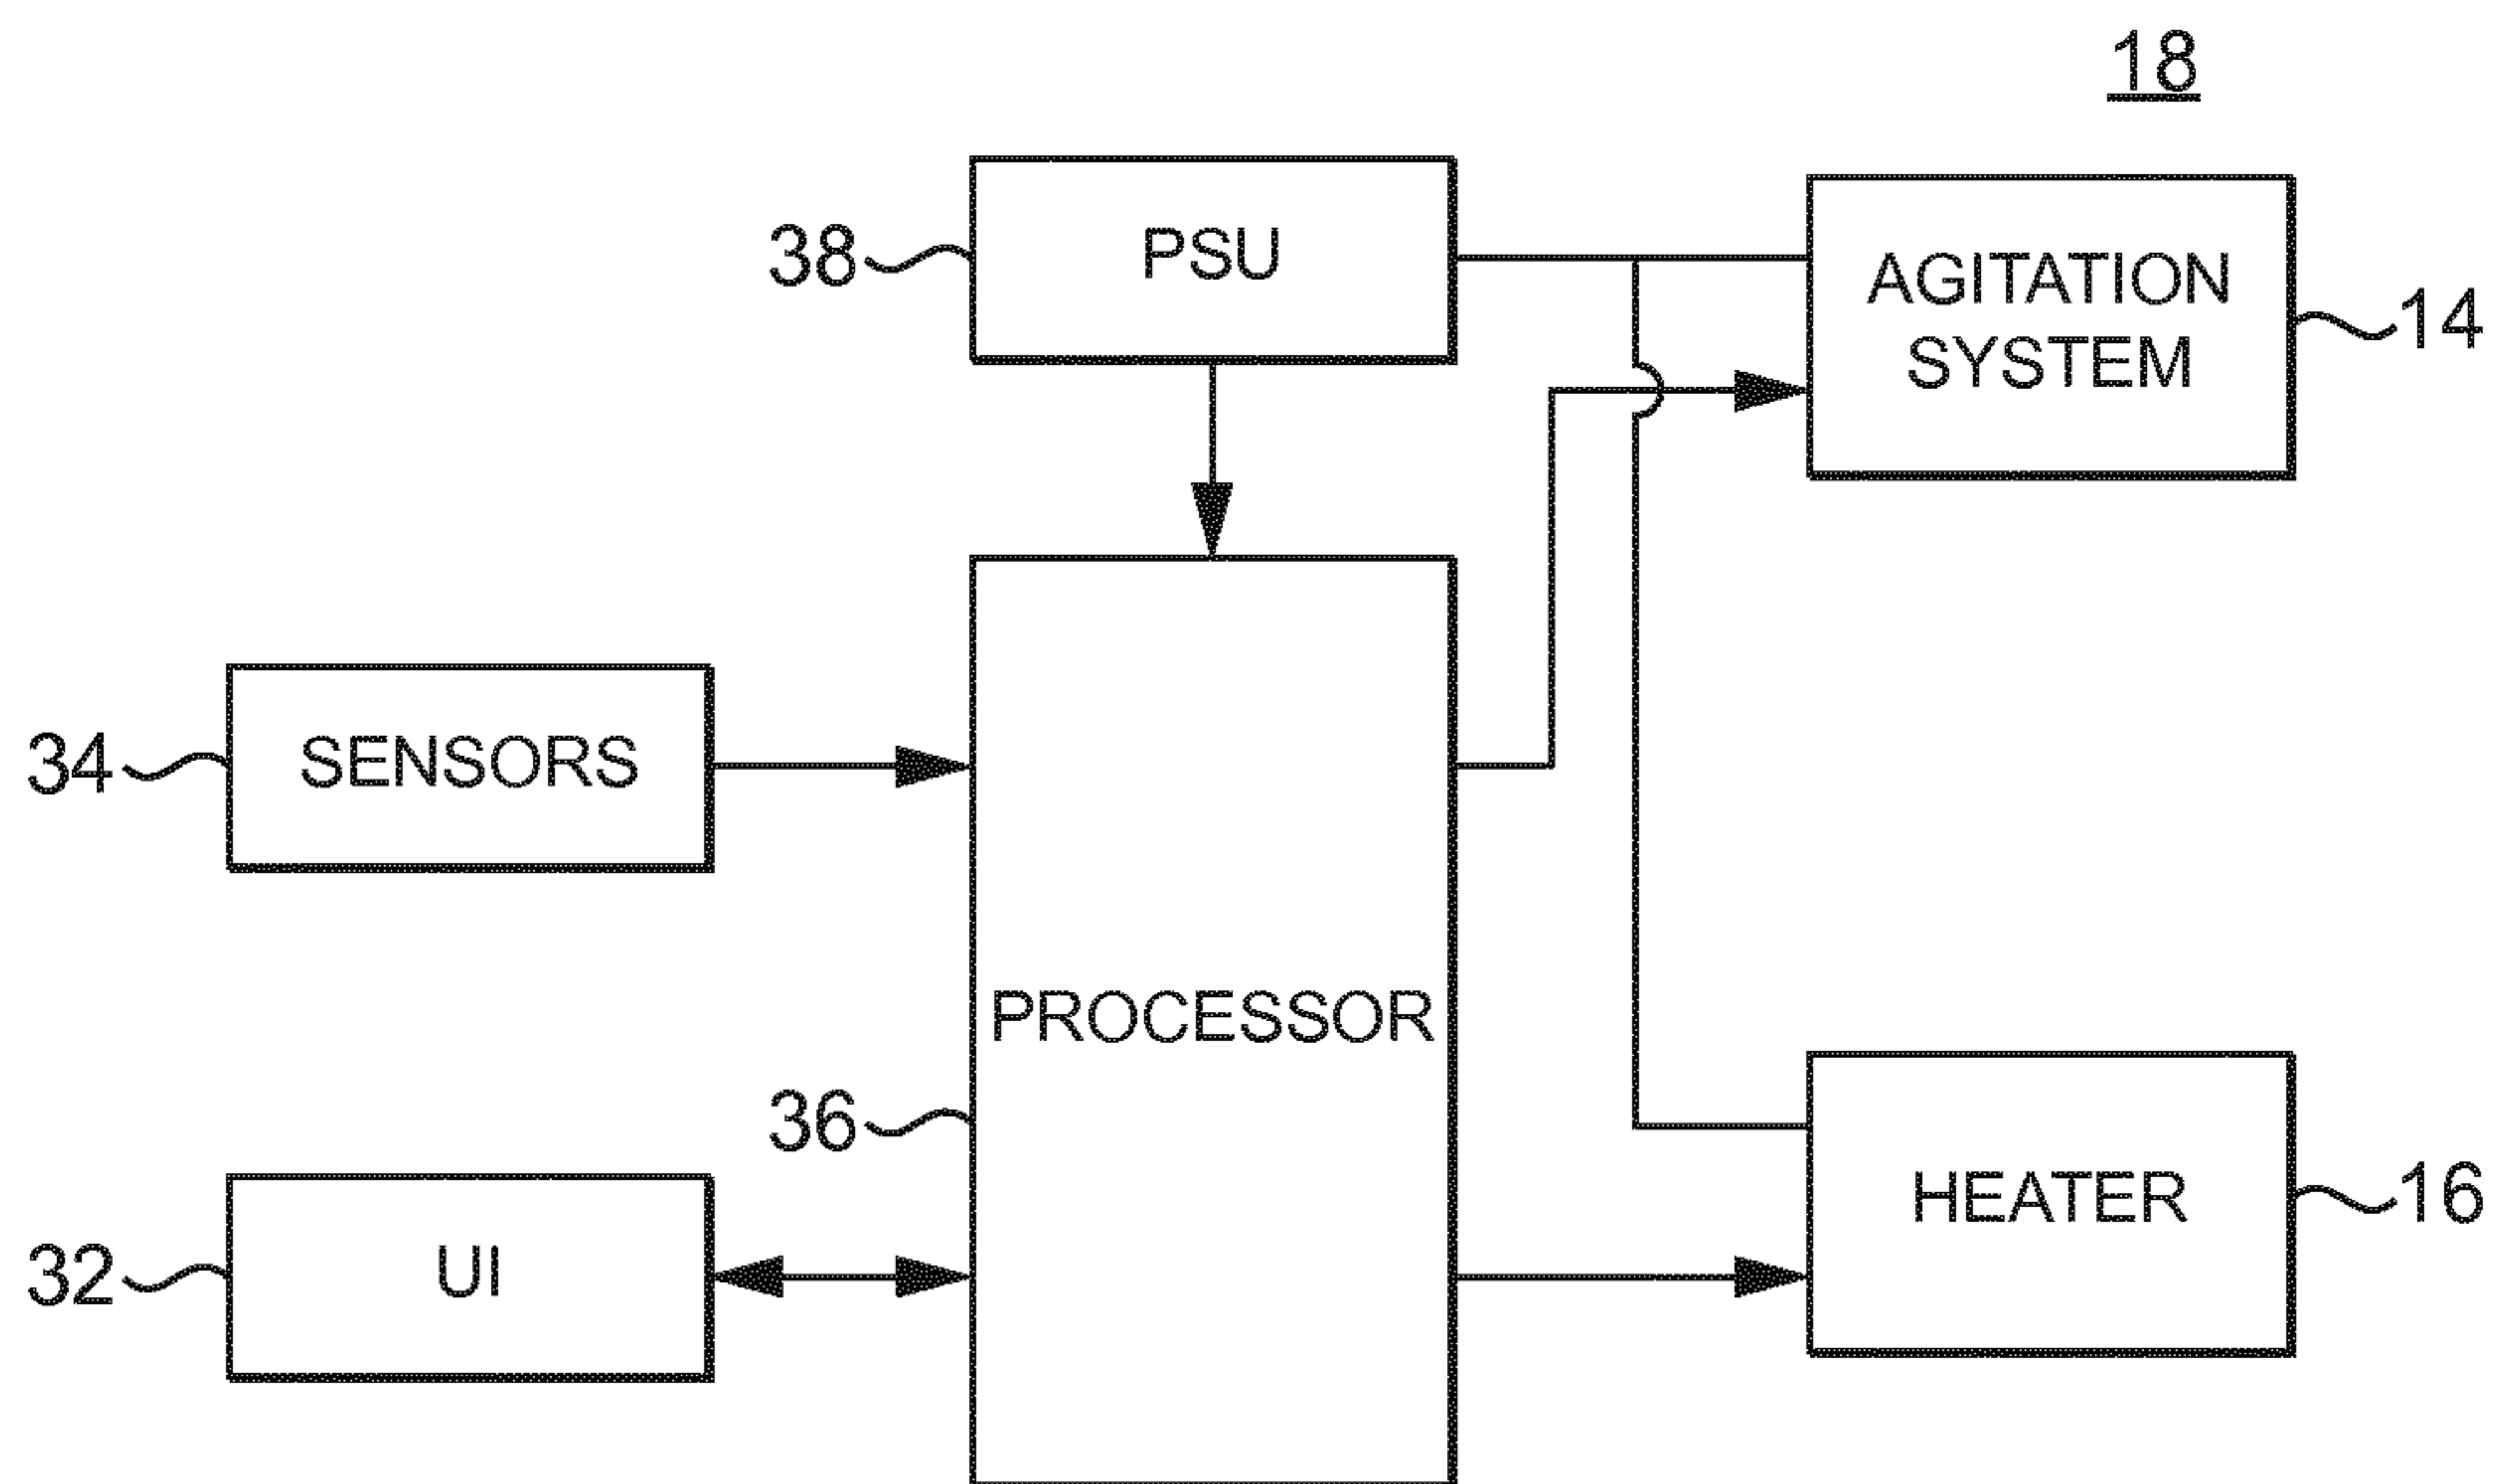 18
38
PSU
AGITATION
SYSTEM
14
34
SENSORS
PROCESSOR
36
32
UI
HEATER
16